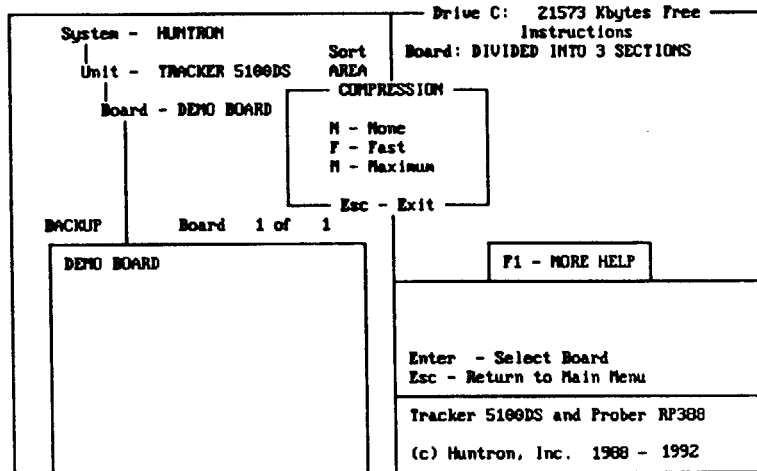 Drive C: 21573 Kbytes Free
System - HUNTRON
Instructions
Sort
Board: DIVIDED INTO 3 SECTIONS
Unit - TRACKER 5100DS
AREA
COMPRESSION
Board - DEMO BOARD
N - None
F - Fast
M - Maximum
Esc - Exit
BACKUP Board 1 of 1
DEMO BOARD
F1 - MORE HELP
Enter - Select Board
Esc - Return to Main Menu
Tracker 5100DS and Prober RP388
(c) Huntron, Inc. 1988 - 1992